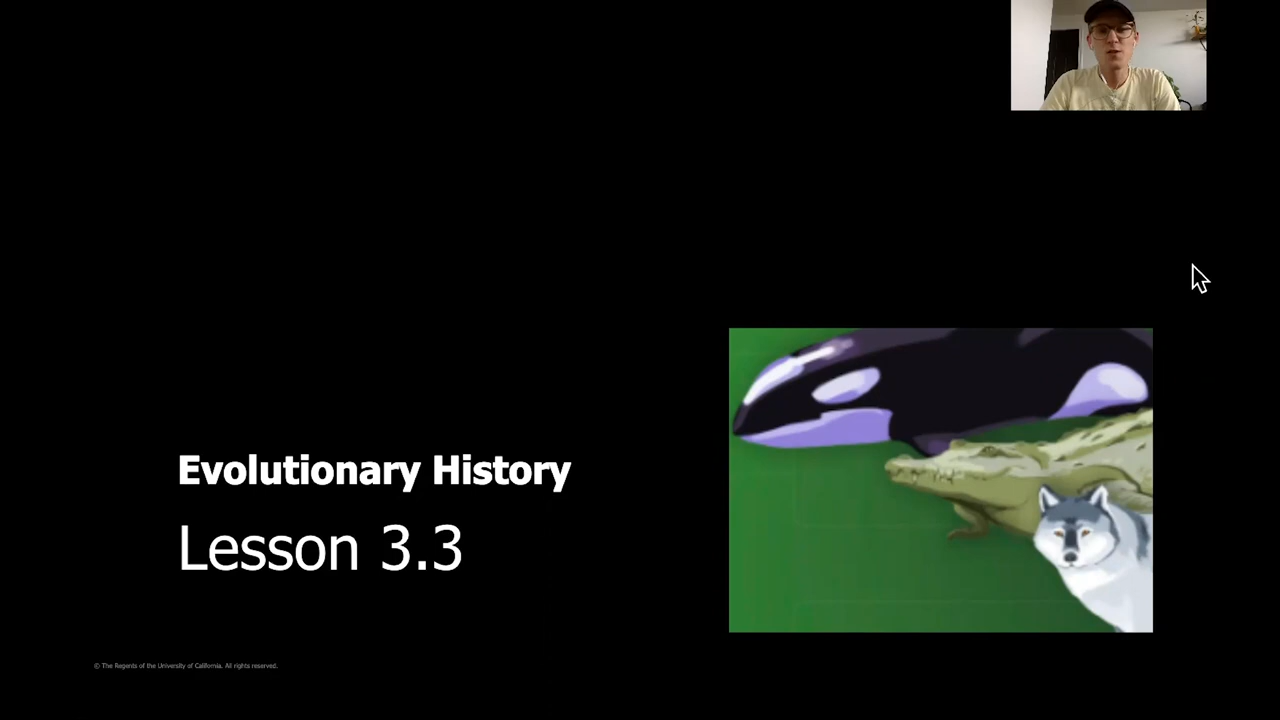 Evolutionary History
Lesson 3.3
© The Regents of the University of California. All rights reserved.